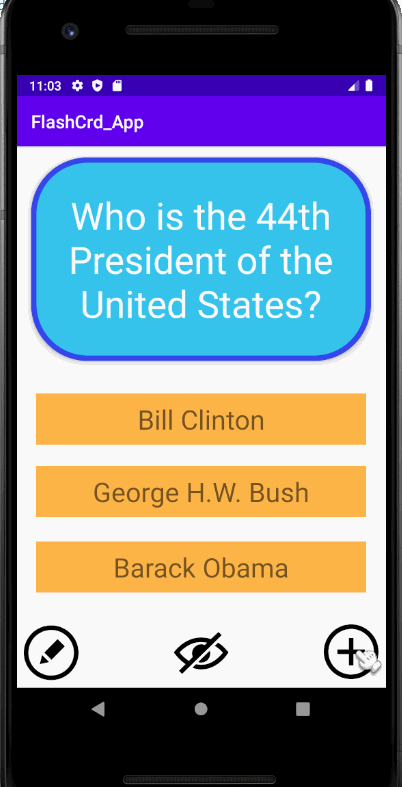 11:03
FlashCrd_App
Who is the 44th
President of the
United States?
Bill Clinton
George H.W. Bush
Barack Obama